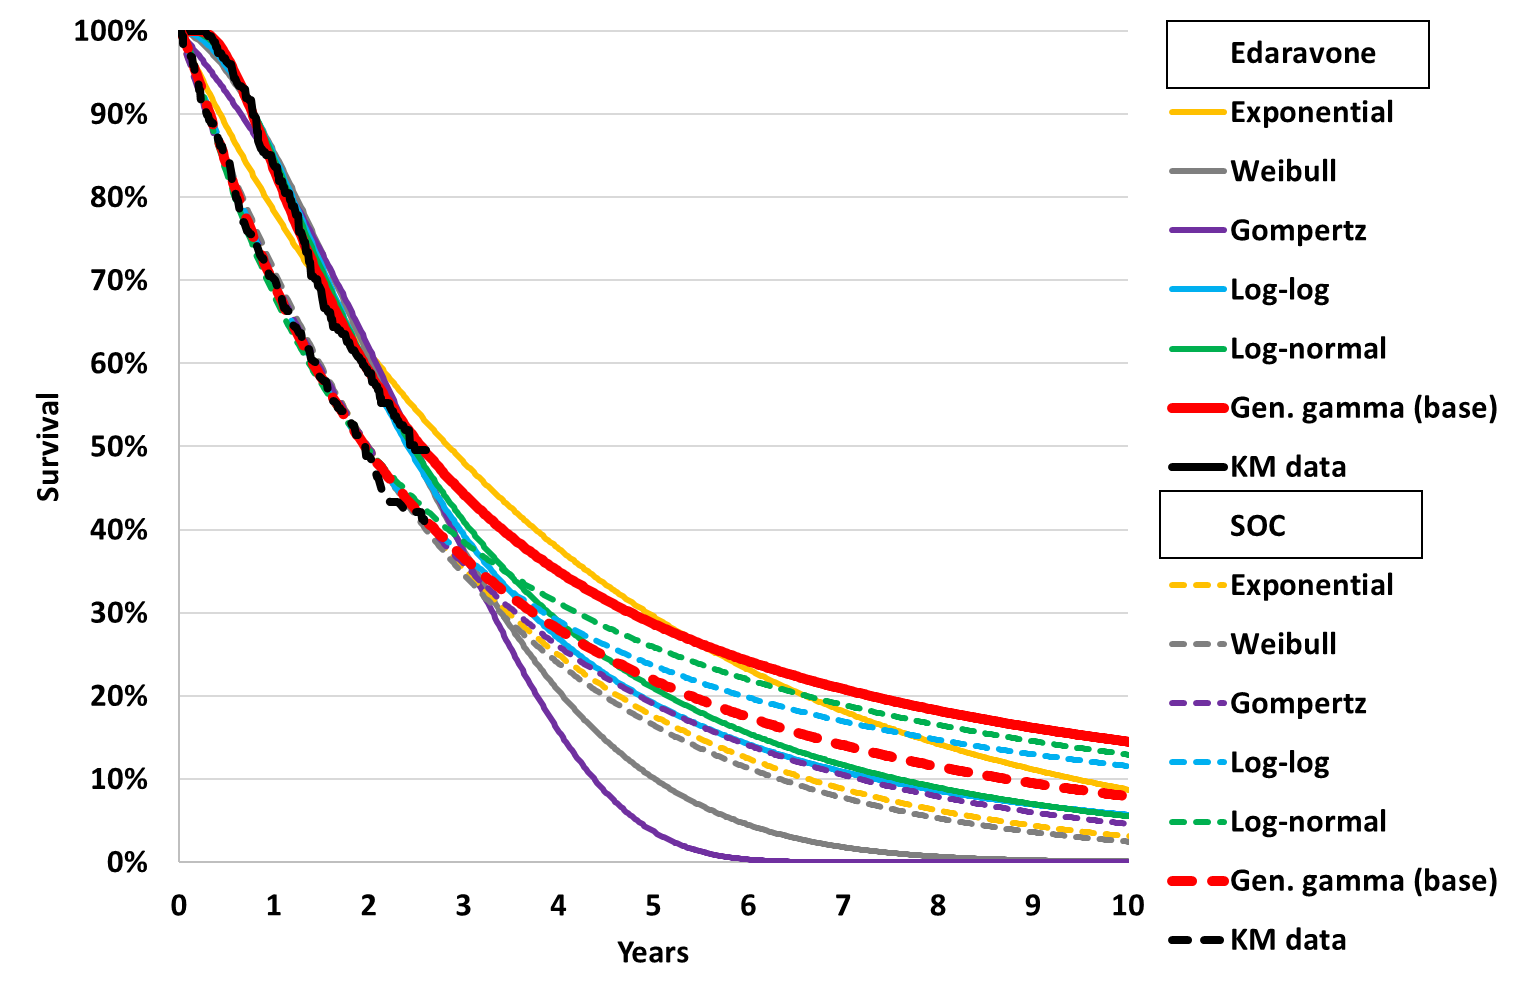 100%
90%
80%
70%
60%
50%
40%
30%
20%
10%
0%
Survival
0 1 2 3 4 5 6 7 8 9 10
Years
Edaravone
Exponential
Weibull
Gompertz
Log-log
Log-normal
Gen. gamma (base)
KM data
SOC
Exponential
Weibull
Gompertz
Log-log
Log-normal
Gen. gamma (base)
KM data